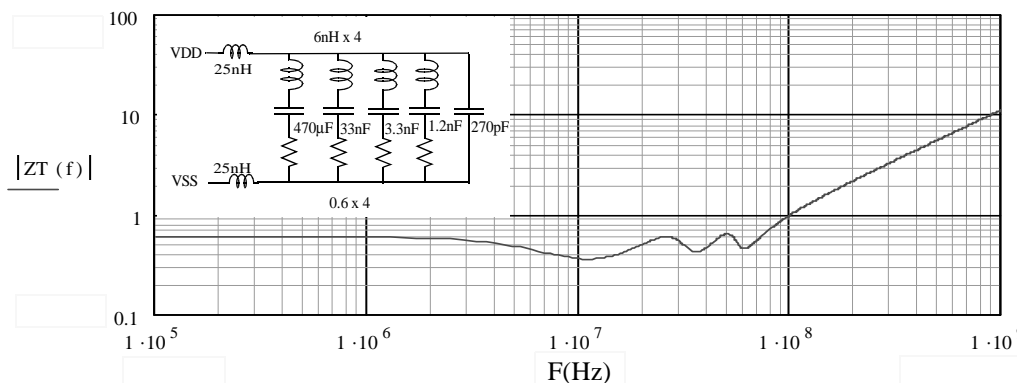 100
10
1
0.1
|ZT (f)|
VDD
25nH
6nH x 4
470μF
33nF
3.3nF
1.2nF
270pF
25nH
VSS
0.6 x 4
1 · 10 5
1 · 10 6
1 · 10 7
1 · 10 8
1 · 10
F(Hz)